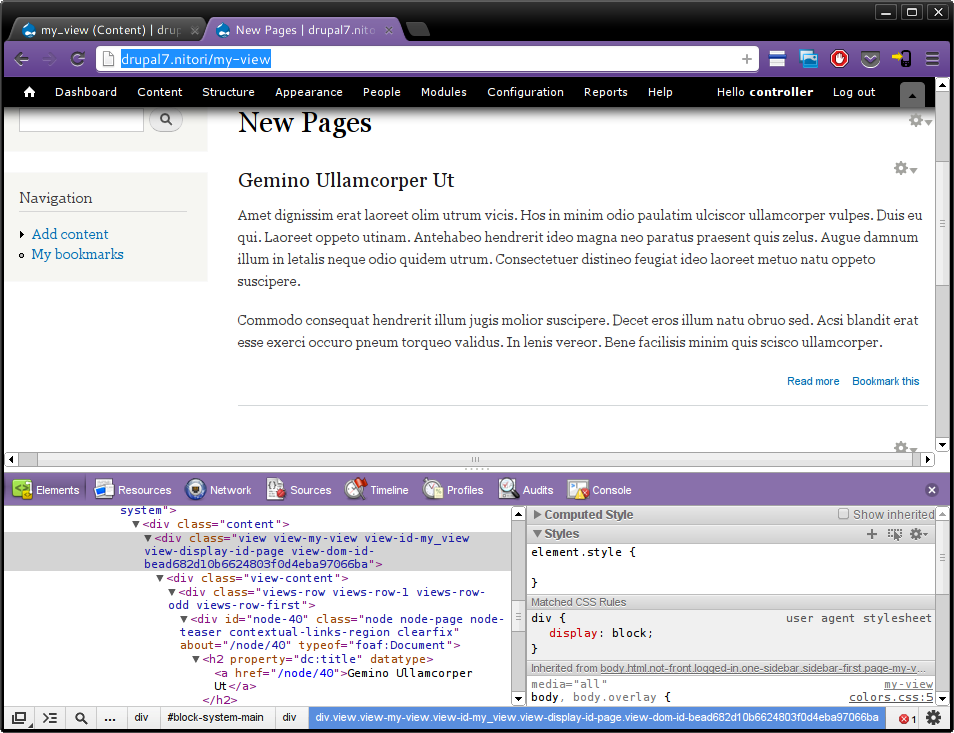 my_view (Content) | drup
New Pages | drupal7.nito
drupal7.nitori/my-view
Dashboard Content Structure Appearance People Modules Configuration Reports Help Hello controller Log out
New Pages
Navigation
Add content
My bookmarks
Gemino Ullamcorper Ut
Amet dignissim erat laoreet olim utrum vicis. Hos in minim odio paulatim ulciscor ullamcorper vulpes. Duis eu
qui. Laoreet oppeto utinam. Antehabeo hendrerit ideo magna neo paratus praesent quis zelus. Augue damnum
illum in letalis neque odio quidem utrum. Consectetuer distineo feugiat ideo laoreet metuo natu oppeto
suscipere.
Commodo consequat hendrerit illum jugis molior suscipere. Decet eros illum natu obruo sed. Acsi blandit erat
esse exerci occuro pneum torqueo validus. In lenis vereor. Bene facilisis minim quis scisco ullamcorper.
Read more Bookmark this
Elements Resources Network Sources Timeline Profiles Audits Console
system">
▼<div class="content">
▼<div class="view view-my-view view-id-my_view
view-display-id-page view-dom-id-
bead682d10b6624803f0d4eba97066ba">
▼<div class="view-content">
▼<div class="views-row views-row-1 views-row-
odd views-row-first">
▼<div id="node-40" class="node node-page node-
teaser contextual-links-region clearfix"
about="/node/40" typeof="foaf:Document">
▼<h2 property="dc:title" datatype>
<a href="/node/40">Gemino Ullamcorper
Ut</a>
</h2>
▶Computed Style Show inherited
▼Styles
element.style {
}
Matched CSS Rules
div { user agent stylesheet
display: block;
}
Inherited from body.html.not-front.logged-in.one-sidebar.sidebar-first.page-my-v…
media="all" my-view
body, body.overlay { colors.css:5
... div #block-system-main div div.view.view-my-view.view-id-my_view.view-display-id-page.view-dom-id-bead682d10b6624803f0d4eba97066ba 1